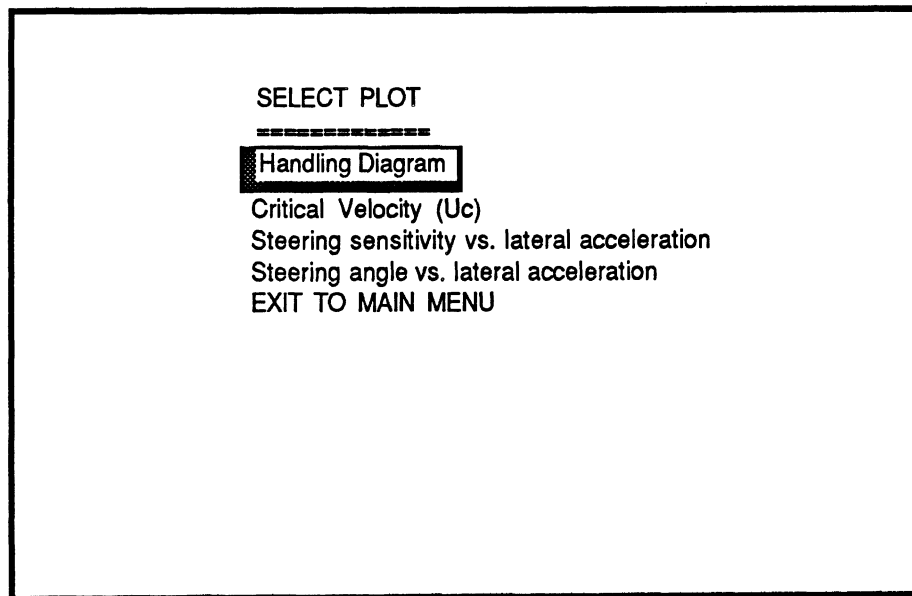 SELECT PLOT
=============
Handling Diagram
Critical Velocity (Uc)
Steering sensitivity vs. lateral acceleration
Steering angle vs. lateral acceleration
EXIT TO MAIN MENU